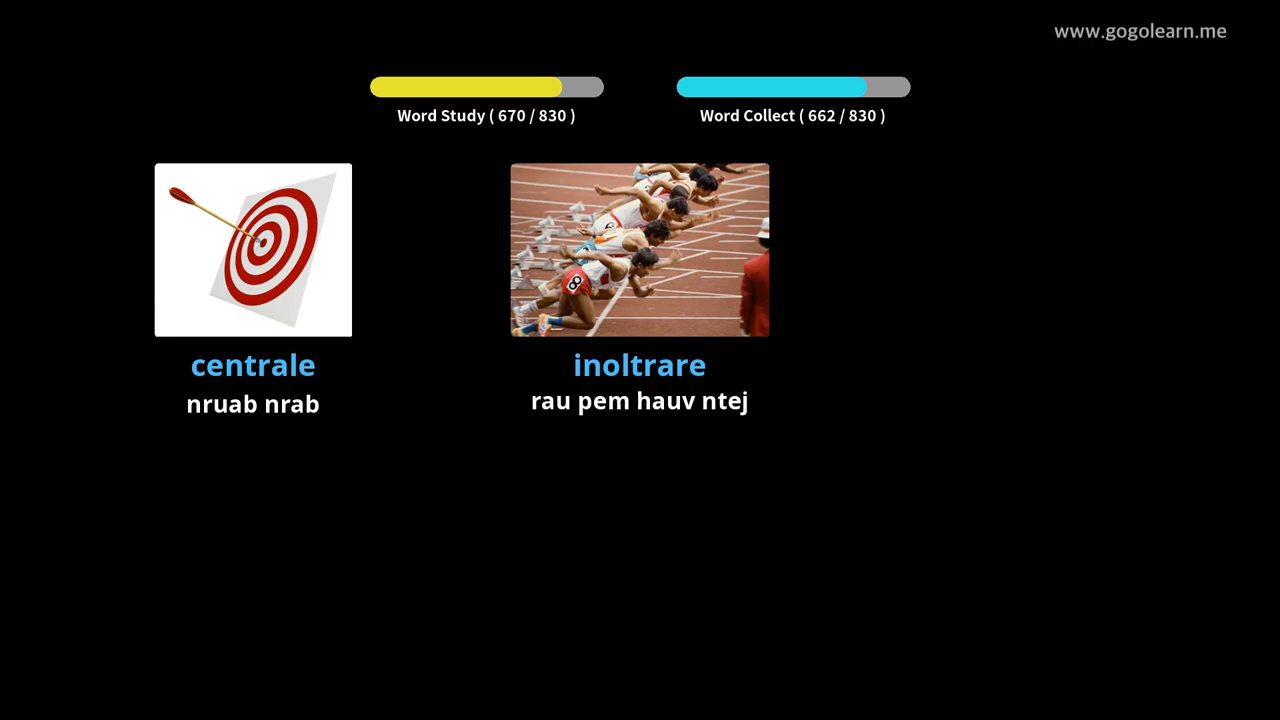 www.gogolearn.me
Word Study ( 670 / 830 )
Word Collect ( 662 / 830 )
8
centrale
nruab nrab
inoltrare
rau pem hauv ntej